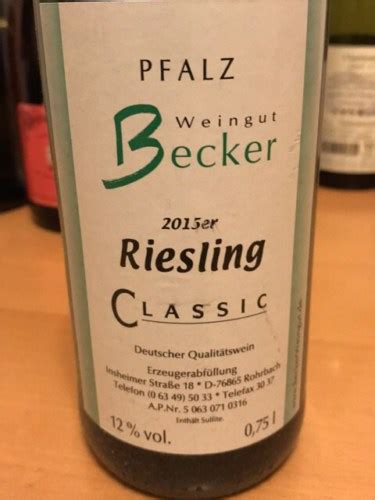 PFALZ
Weingut
Becker
2015er
Riesling
CLASSIC
Deutscher Qualitätswein
Erzeugerabfüllung
Insheimer Straße 18 * D-76865 Rohrbach
Telefon (0 63 49) 50 33 * Telefax 30 37
A.P.Nr. 5 063 071 0316
Enthält Sulfite.
12 % vol.
0,75 l